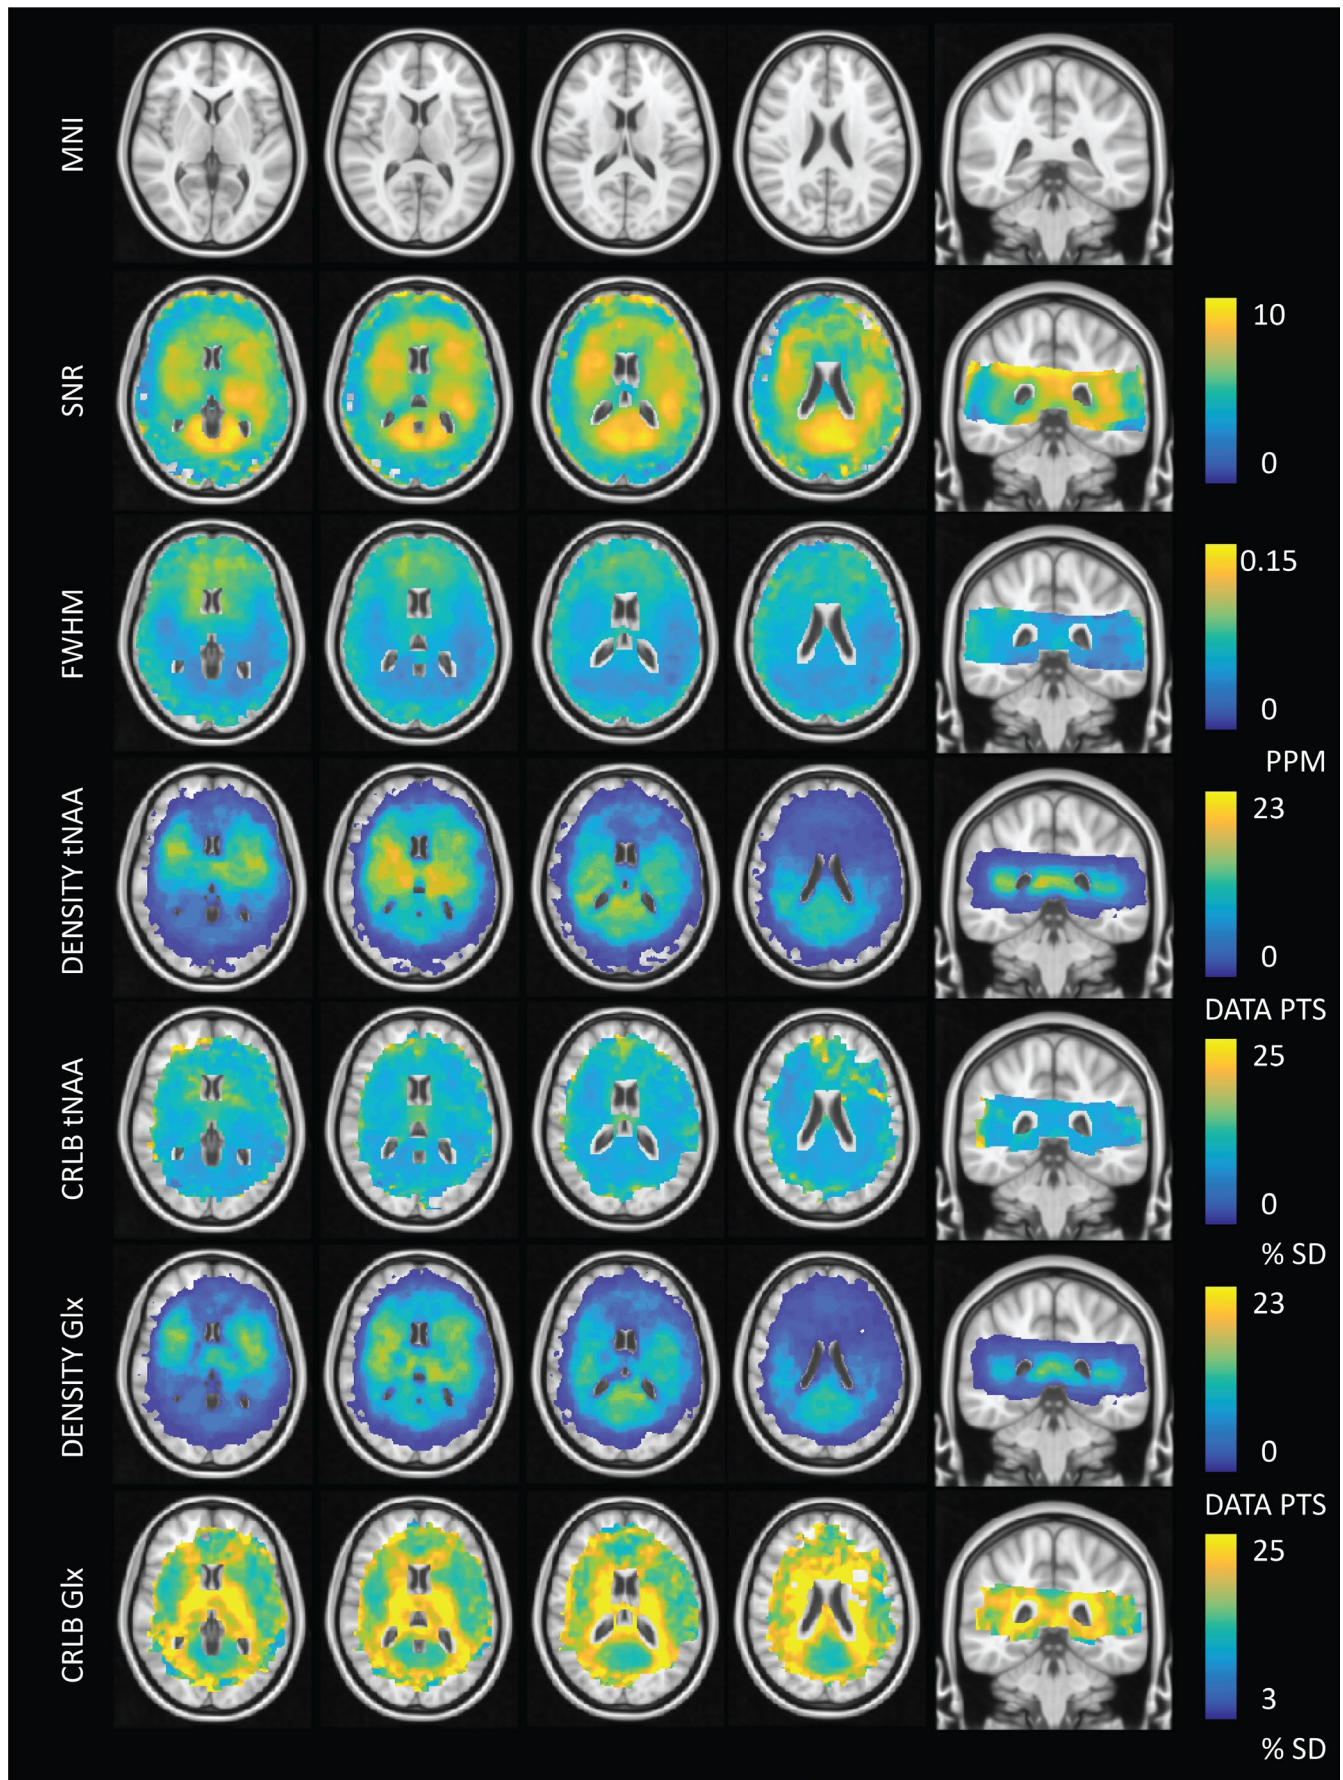 MNI
SNR
10
0
FWHM
0.15
0
PPM
DENSITY tNAA
23
0
DATA PTS
CRLB tNAA
25
0
% SD
DENSITY Glx
23
0
DATA PTS
CRLB Glx
25
3
% SD